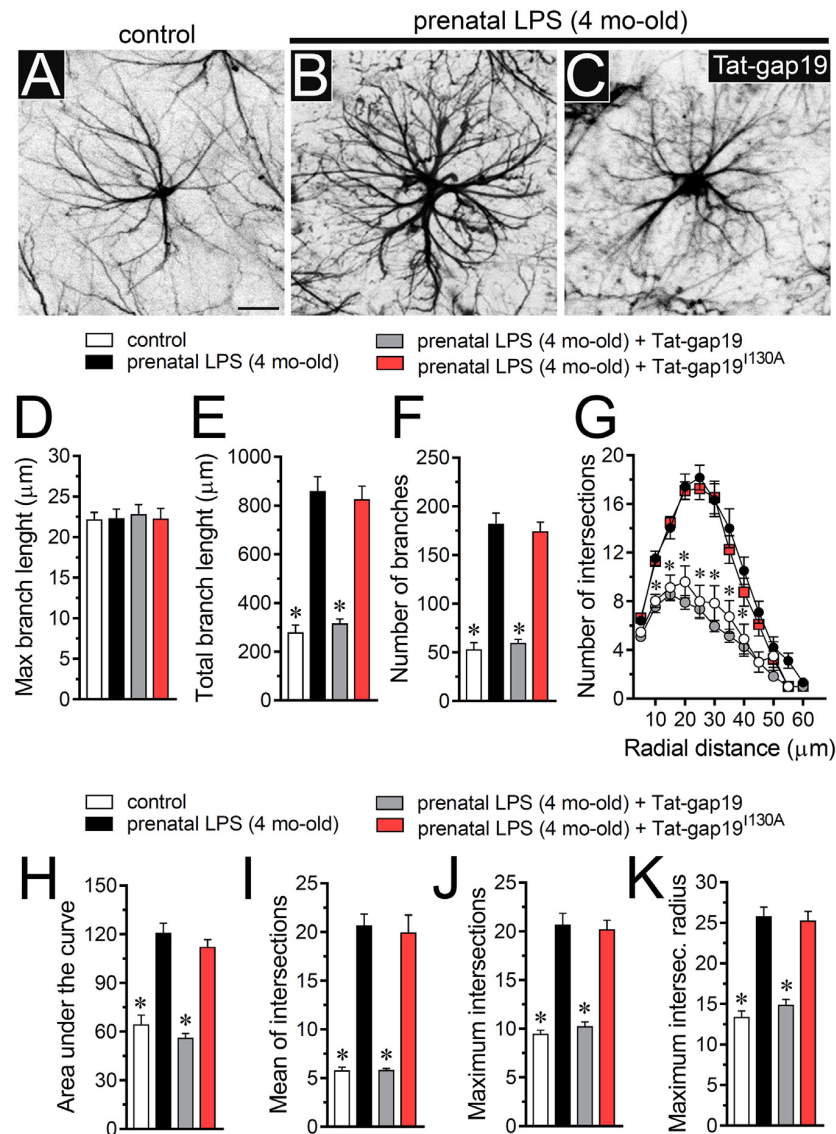 prenatal LPS (4 mo-old)
control
A
B
C
Tat-gap19
control
prenatal LPS (4 mo-old) + Tat-gap19
prenatal LPS (4 mo-old)
prenatal LPS (4 mo-old) + Tat-gap19I130A
D
E
F
G
Max branch lenght (μm)
30
25
20
15
10
5
0
Total branch lenght (μm)
1000
800
600
400
200
0
*
*
Number of branches
250
200
150
100
50
0
*
*
Number of intersections
20
16
12
8
4
0
* * * * * * *
10 20 30 40 50 60
Radial distance (μm)
control
prenatal LPS (4 mo-old) + Tat-gap19
prenatal LPS (4 mo-old)
prenatal LPS (4 mo-old) + Tat-gap19I130A
H
I
J
K
Area under the curve
150
120
90
60
30
0
*
*
Mean of intersections
25
20
15
10
5
0
*
*
Maximum intersections
25
20
15
10
5
0
*
*
Maximum intersec. radius
30
25
20
15
10
5
0
*
*